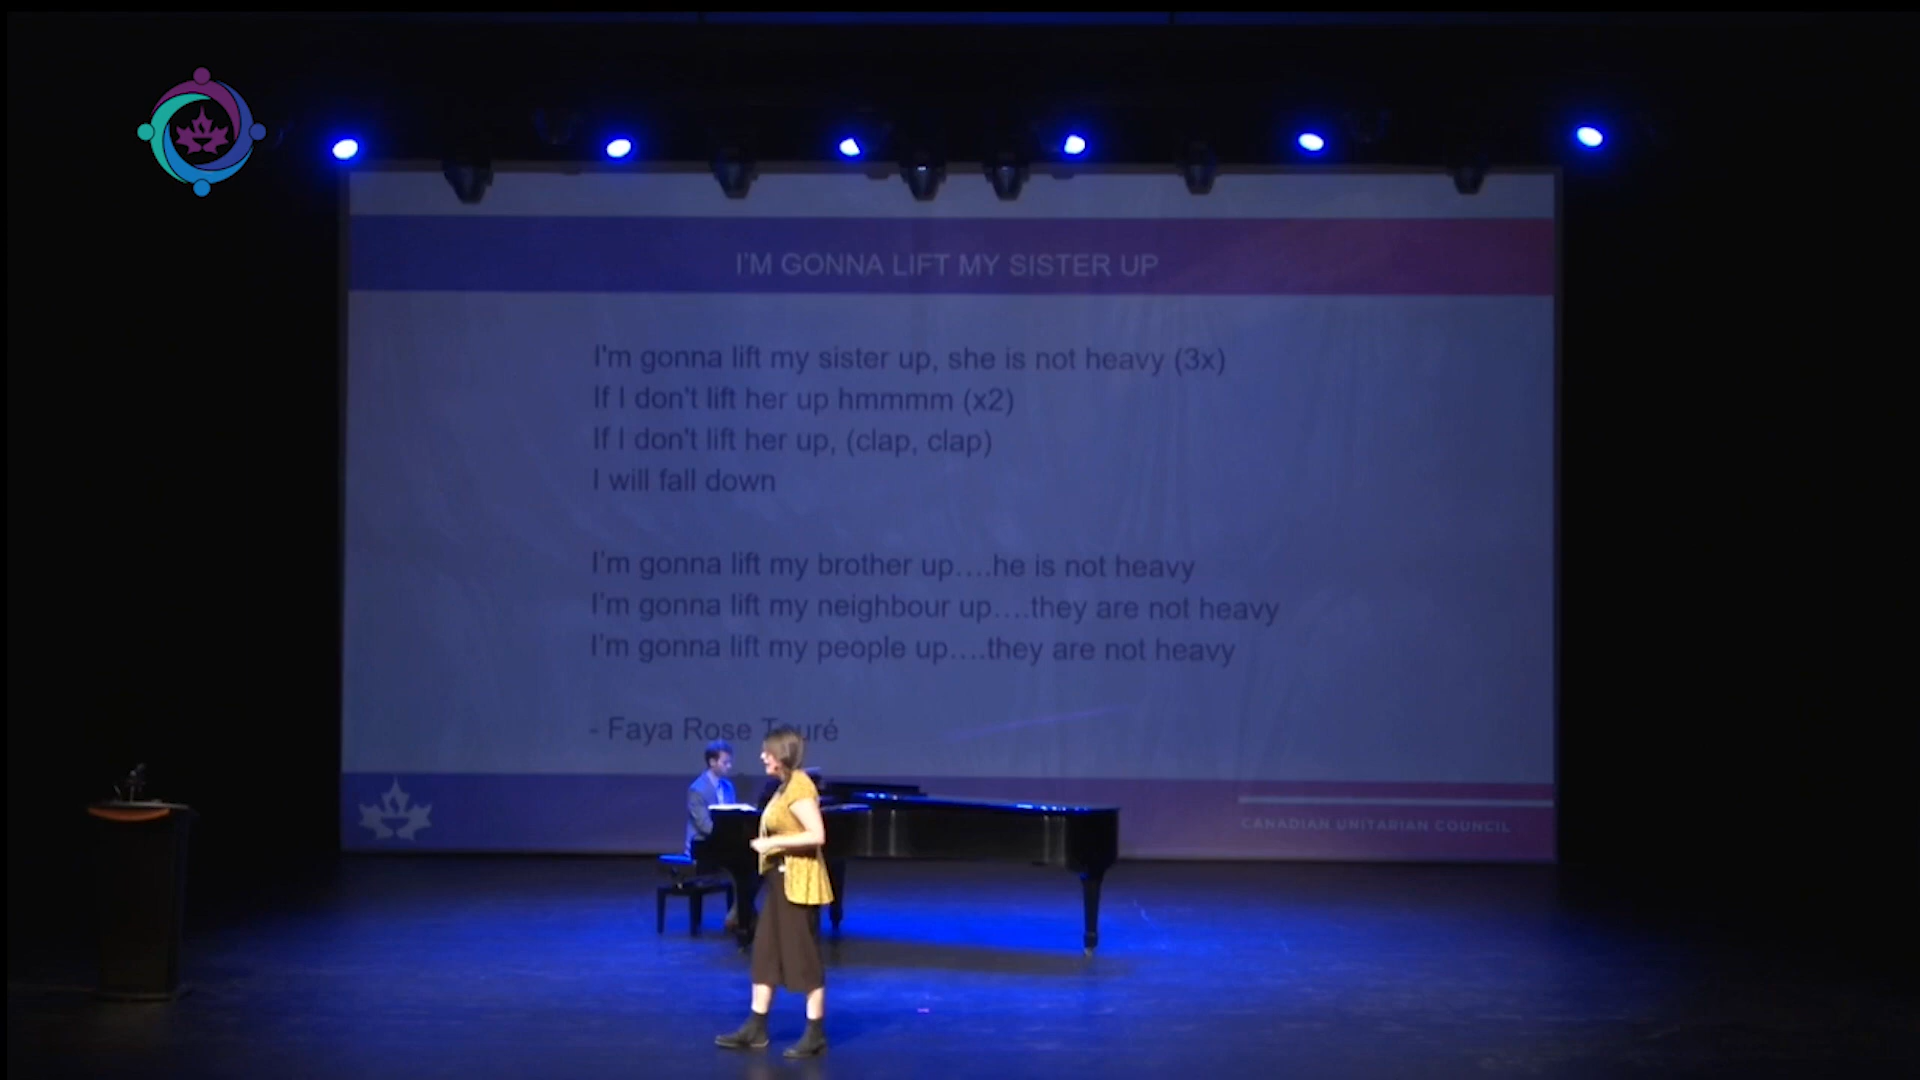 I'M GONNA LIFT MY SISTER UP
I'm gonna lift my sister up, she is not heavy (3x)
If I don't lift her up hmmmm (x2)
If I don't lift her up, (clap, clap)
I will fall down
I'm gonna lift my brother up....he is not heavy
I'm gonna lift my neighbour up....they are not heavy
I'm gonna lift my people up....they are not heavy
- Faya Rose Touré
CANADIAN UNITARIAN COUNCIL